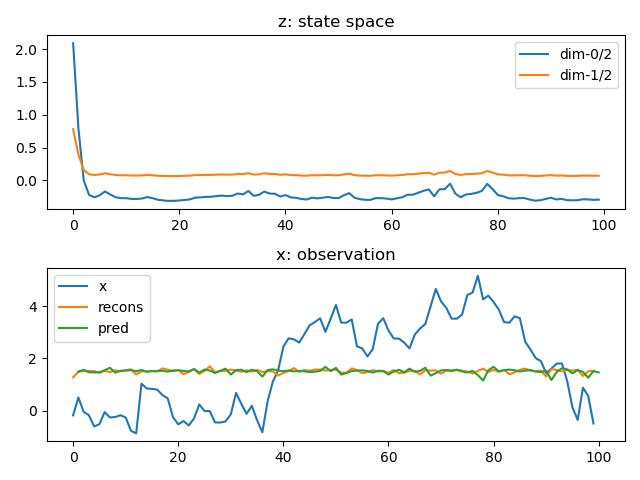 z: state space
2.0
1.5
1.0
0.5
0.0
dim-0/2
dim-1/2
0 20 40 60 80 100
x: observation
4
2
0
x
recons
pred
0 20 40 60 80 100